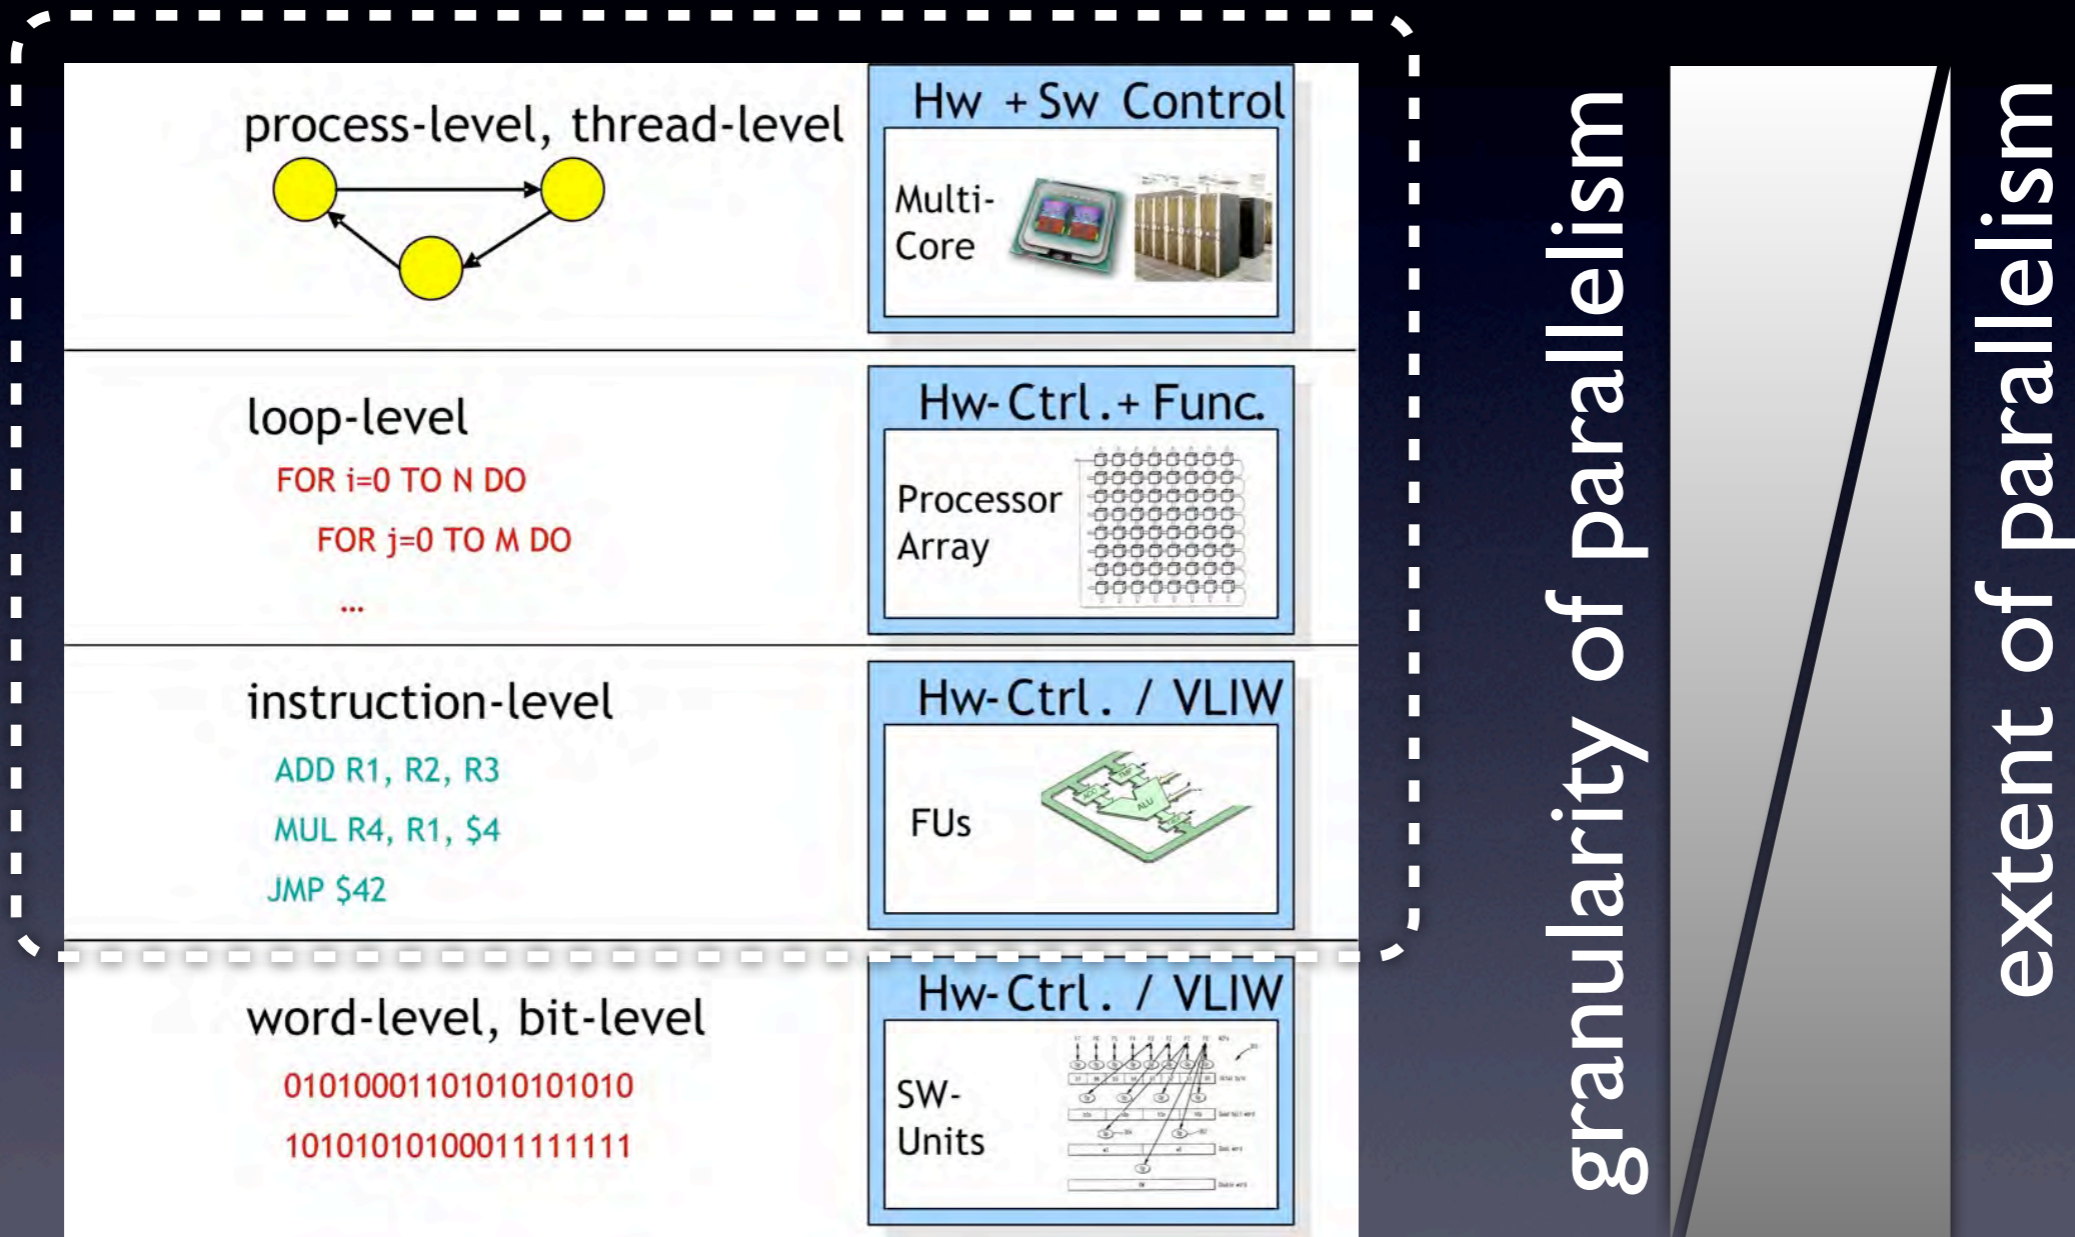 process-level, thread-level
Hw + Sw Control
Multi-
Core
loop-level
FOR i=0 TO N DO
FOR j=0 TO M DO
...
Hw-Ctrl.+ Func.
Processor
Array
instruction-level
ADD R1, R2, R3
MUL R4, R1, $4
JMP $42
Hw-Ctrl. / VLIW
FUs
ALU
word-level, bit-level
01010001101010101010
10101010100011111111
Hw-Ctrl. / VLIW
SW-
Units
granularity of parallelism
extent of parallelism